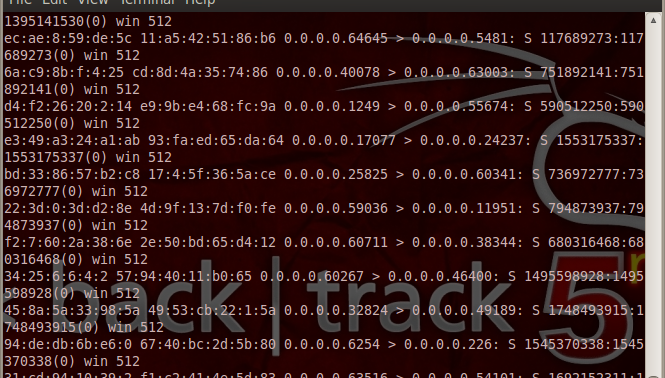 File Edit View Terminal Help
1395141530(0) win 512
ec:ae:8:59:de:5c 11:a5:42:51:86:b6 0.0.0.0.64645 > 0.0.0.0.5481: S 117689273:117
689273(0) win 512
6a:c9:8b:f:4:25 cd:8d:4a:35:74:86 0.0.0.0.40078 > 0.0.0.0.63003: S 751892141:751
892141(0) win 512
d4:f2:26:20:2:14 e9:9b:e4:68:fc:9a 0.0.0.0.1249 > 0.0.0.0.55674: S 590512250:590
512250(0) win 512
e3:49:a3:24:a1:ab 93:fa:ed:65:da:64 0.0.0.0.17077 > 0.0.0.0.24237: S 1553175337:
1553175337(0) win 512
bd:33:86:57:b2:c8 17:4:5f:36:5a:ce 0.0.0.0.25825 > 0.0.0.0.60341: S 736972777:73
6972777(0) win 512
22:3d:0:3d:d2:8e 4d:9f:13:7d:f0:fe 0.0.0.0.59036 > 0.0.0.0.11951: S 794873937:79
4873937(0) win 512
f2:7:60:2a:38:6e 2e:50:bd:65:d4:12 0.0.0.0.60711 > 0.0.0.0.38344: S 680316468:68
0316468(0) win 512
34:25:6:6:4:2 57:94:40:11:b0:65 0.0.0.0.60267 > 0.0.0.0.46400: S 1495598928:1495
598928(0) win 512
45:8a:5a:33:98:5a 49:53:cb:22:1:5a 0.0.0.0.32824 > 0.0.0.0.49189: S 1748493915:1
748493915(0) win 512
94:de:db:6b:e6:0 67:40:bc:2d:5b:80 0.0.0.0.6254 > 0.0.0.0.226: S 1545370338:1545
370338(0) win 512
back | track 5